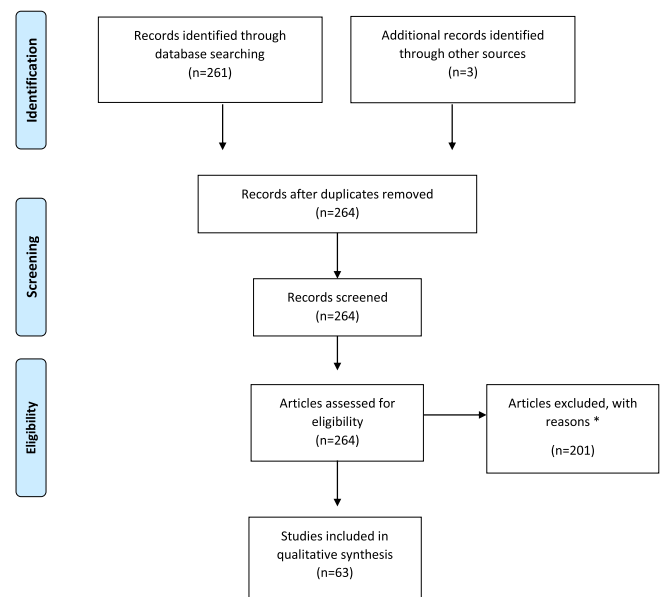 Identification
Records identified through
database searching
(n=261)
Additional records identified
through other sources
(n=3)
Screening
Records after duplicates removed
(n=264)
Records screened
(n=264)
Eligibility
Articles assessed for
eligibility
(n=264)
Articles excluded, with
reasons *
(n=201)
Studies included in
qualitative synthesis
(n=63)